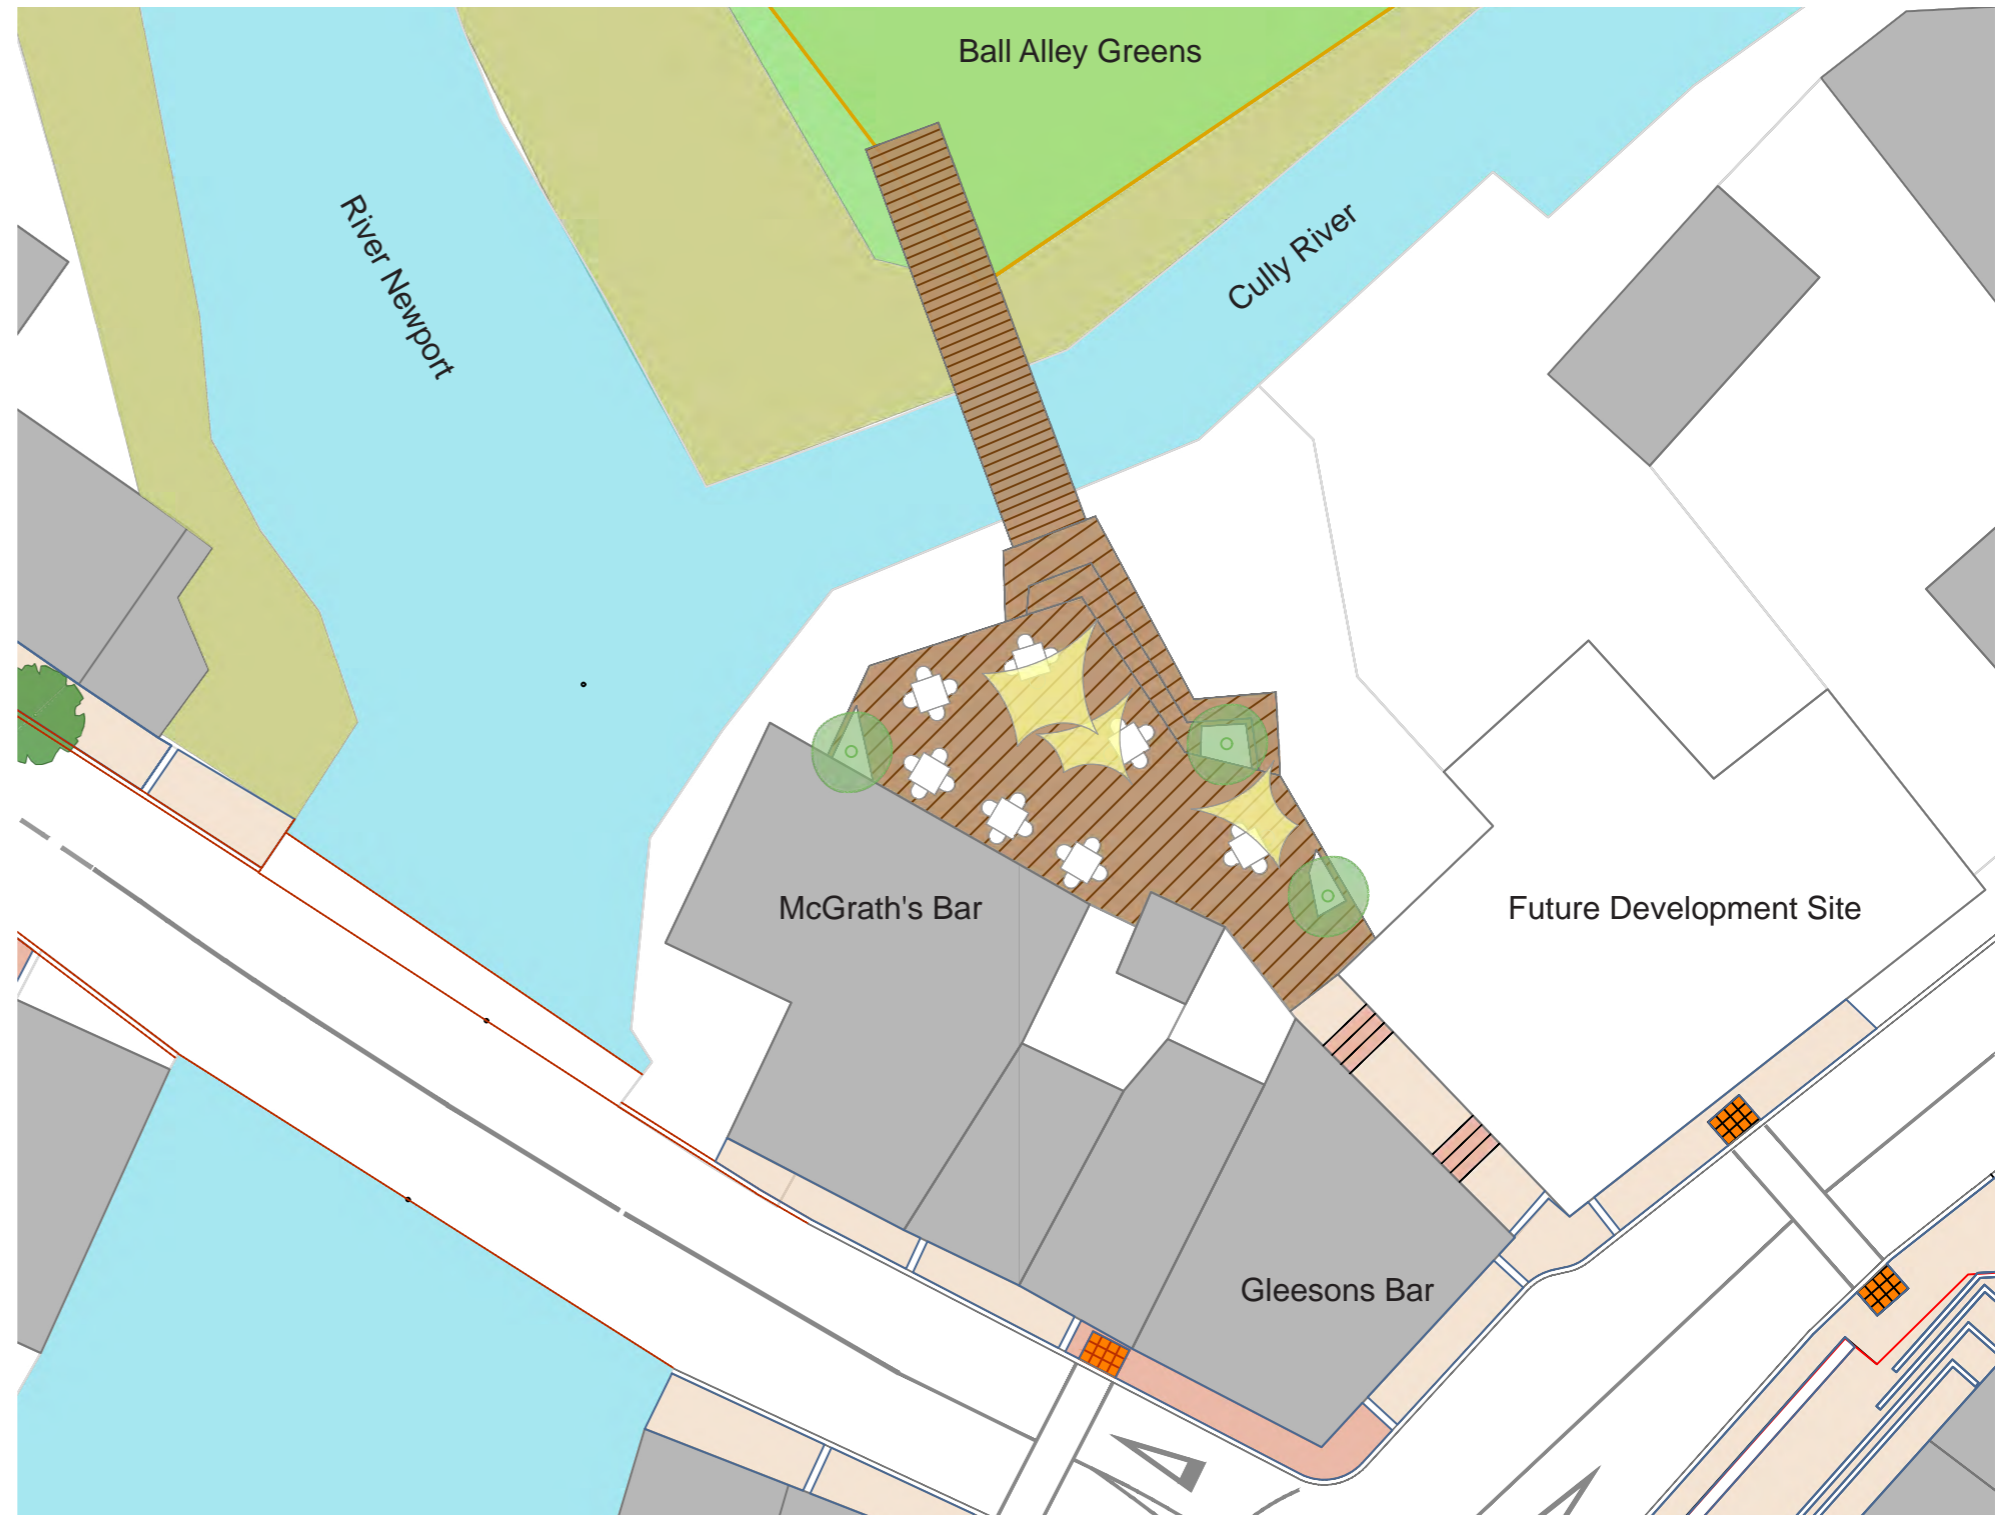 Ball Alley Greens
River Newport
Cully River
McGrath's Bar
Future Development Site
Gleesons Bar